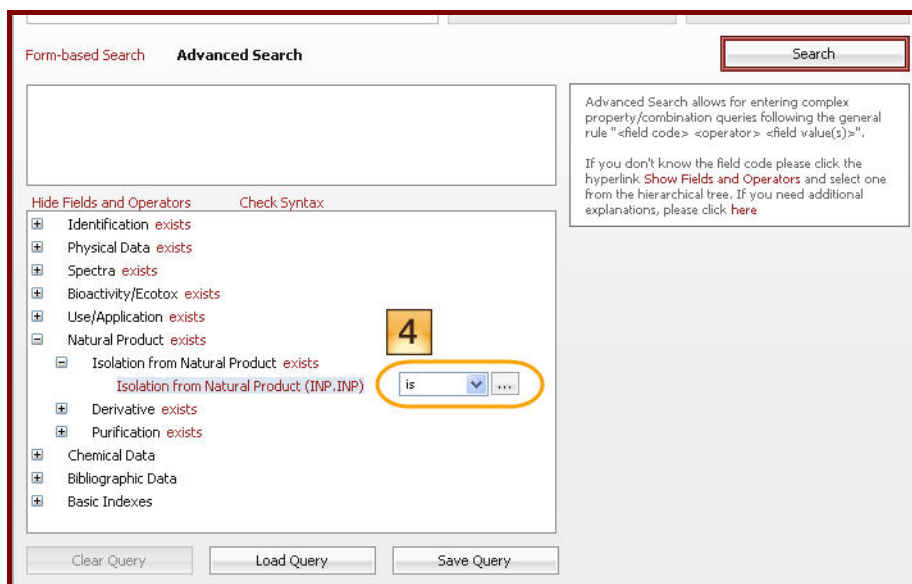 Form-based Search Advanced Search Search
Advanced Search allows for entering complex
property/combination queries following the general
rule "<field code> <operator> <field value(s)>".
If you don't know the field code please click the
hyperlink Show Fields and Operators and select one
from the hierarchical tree. If you need additional
explanations, please click here
Hide Fields and Operators Check Syntax
Identification exists
Physical Data exists
Spectra exists
Bioactivity/Ecotox exists
Use/Application exists
Natural Product exists
4
Isolation from Natural Product exists
Isolation from Natural Product (INP.INP) is ...
Derivative exists
Purification exists
Chemical Data
Bibliographic Data
Basic Indexes
Clear Query Load Query Save Query